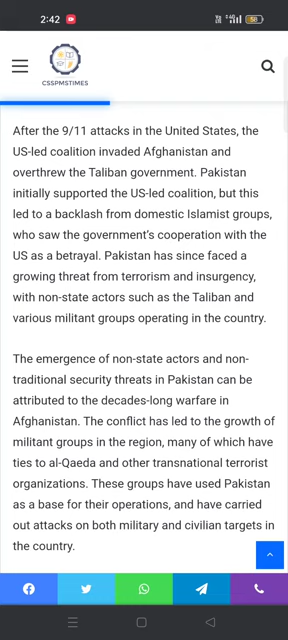 2:42
58
CSSPMSTIMES
After the 9/11 attacks in the United States, the
US-led coalition invaded Afghanistan and
overthrew the Taliban government. Pakistan
initially supported the US-led coalition, but this
led to a backlash from domestic Islamist groups,
who saw the government’s cooperation with the
US as a betrayal. Pakistan has since faced a
growing threat from terrorism and insurgency,
with non-state actors such as the Taliban and
various militant groups operating in the country.
The emergence of non-state actors and non-
traditional security threats in Pakistan can be
attributed to the decades-long warfare in
Afghanistan. The conflict has led to the growth of
militant groups in the region, many of which have
ties to al-Qaeda and other transnational terrorist
organizations. These groups have used Pakistan
as a base for their operations, and have carried
out attacks on both military and civilian targets in
the country.